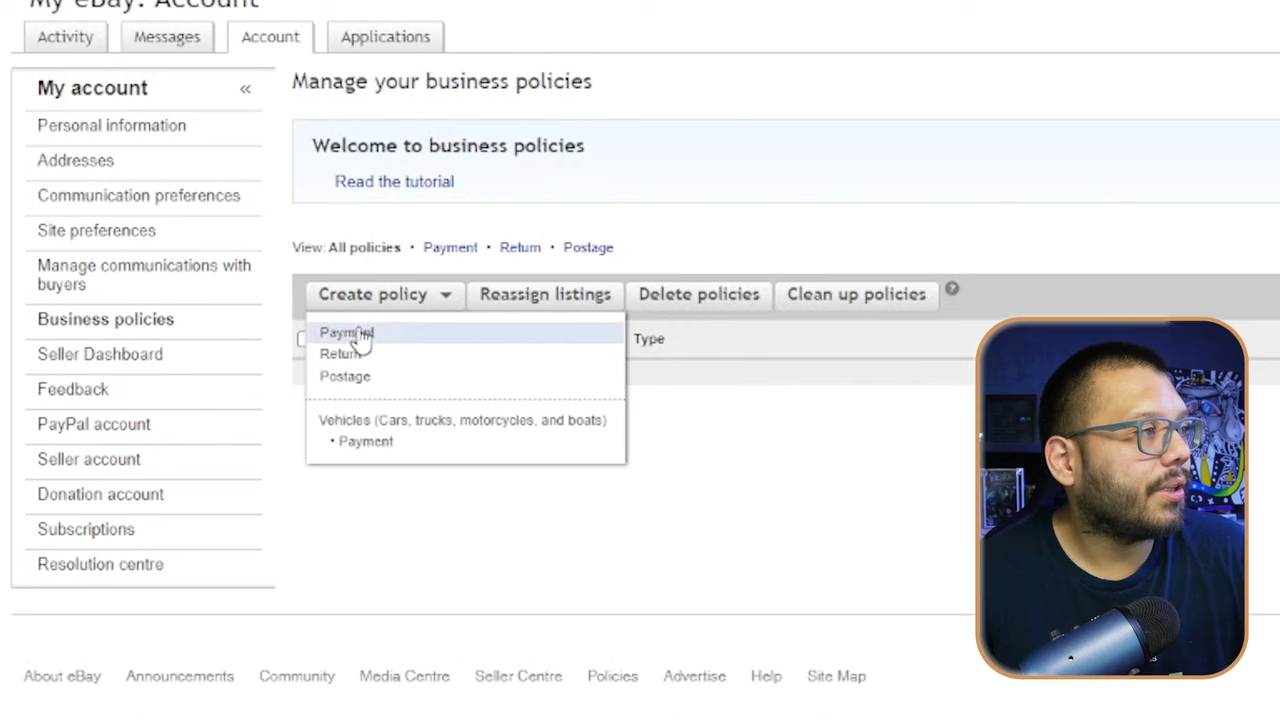 My eBay: Account
Activity
Messages
Account
Applications
My account
«
Personal information
Addresses
Communication preferences
Site preferences
Manage communications with
buyers
Business policies
Seller Dashboard
Feedback
PayPal account
Seller account
Donation account
Subscriptions
Resolution centre
Manage your business policies
Welcome to business policies
Read the tutorial
View: All policies • Payment • Return • Postage
Create policy
Reassign listings
Delete policies
Clean up policies
?
Payment
Return
Postage
Vehicles (Cars, trucks, motorcycles, and boats)
• Payment
Type
About eBay
Announcements
Community
Media Centre
Seller Centre
Policies
Advertise
Help
Site Map